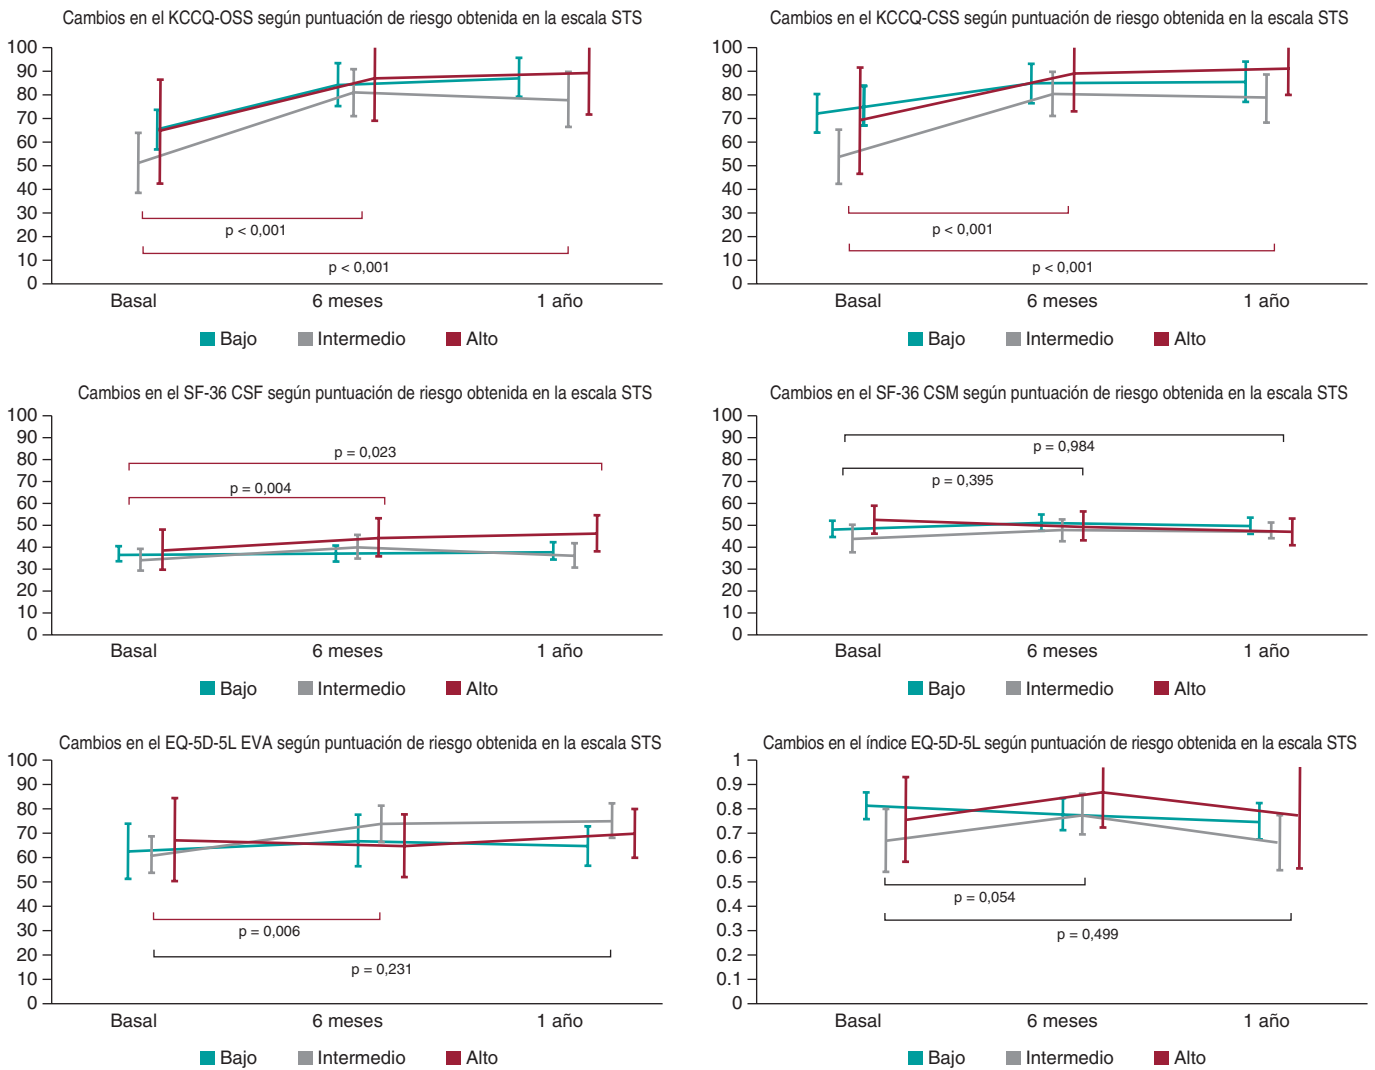 Cambios en el KCCQ-OSS según puntuación de riesgo obtenida en la escala STS
100
90
80
70
60
50
40
30
20
10
0
p < 0,001
p < 0,001
Basal 6 meses 1 año
Bajo Intermedio Alto
Cambios en el KCCQ-CSS según puntuación de riesgo obtenida en la escala STS
100
90
80
70
60
50
40
30
20
10
0
p < 0,001
p < 0,001
Basal 6 meses 1 año
Bajo Intermedio Alto
Cambios en el SF-36 CSF según puntuación de riesgo obtenida en la escala STS
100
90
80
70
60
50
40
30
20
10
0
p = 0,023
p = 0,004
Basal 6 meses 1 año
Bajo Intermedio Alto
Cambios en el SF-36 CSM según puntuación de riesgo obtenida en la escala STS
100
90
80
70
60
50
40
30
20
10
0
p = 0,984
p = 0,395
Basal 6 meses 1 año
Bajo Intermedio Alto
Cambios en el EQ-5D-5L EVA según puntuación de riesgo obtenida en la escala STS
100
90
80
70
60
50
40
30
20
10
0
p = 0,006
p = 0,231
Basal 6 meses 1 año
Bajo Intermedio Alto
Cambios en el índice EQ-5D-5L según puntuación de riesgo obtenida en la escala STS
1
0.9
0.8
0.7
0.6
0.5
0.4
0.3
0.2
0.1
0
p = 0,054
p = 0,499
Basal 6 meses 1 año
Bajo Intermedio Alto